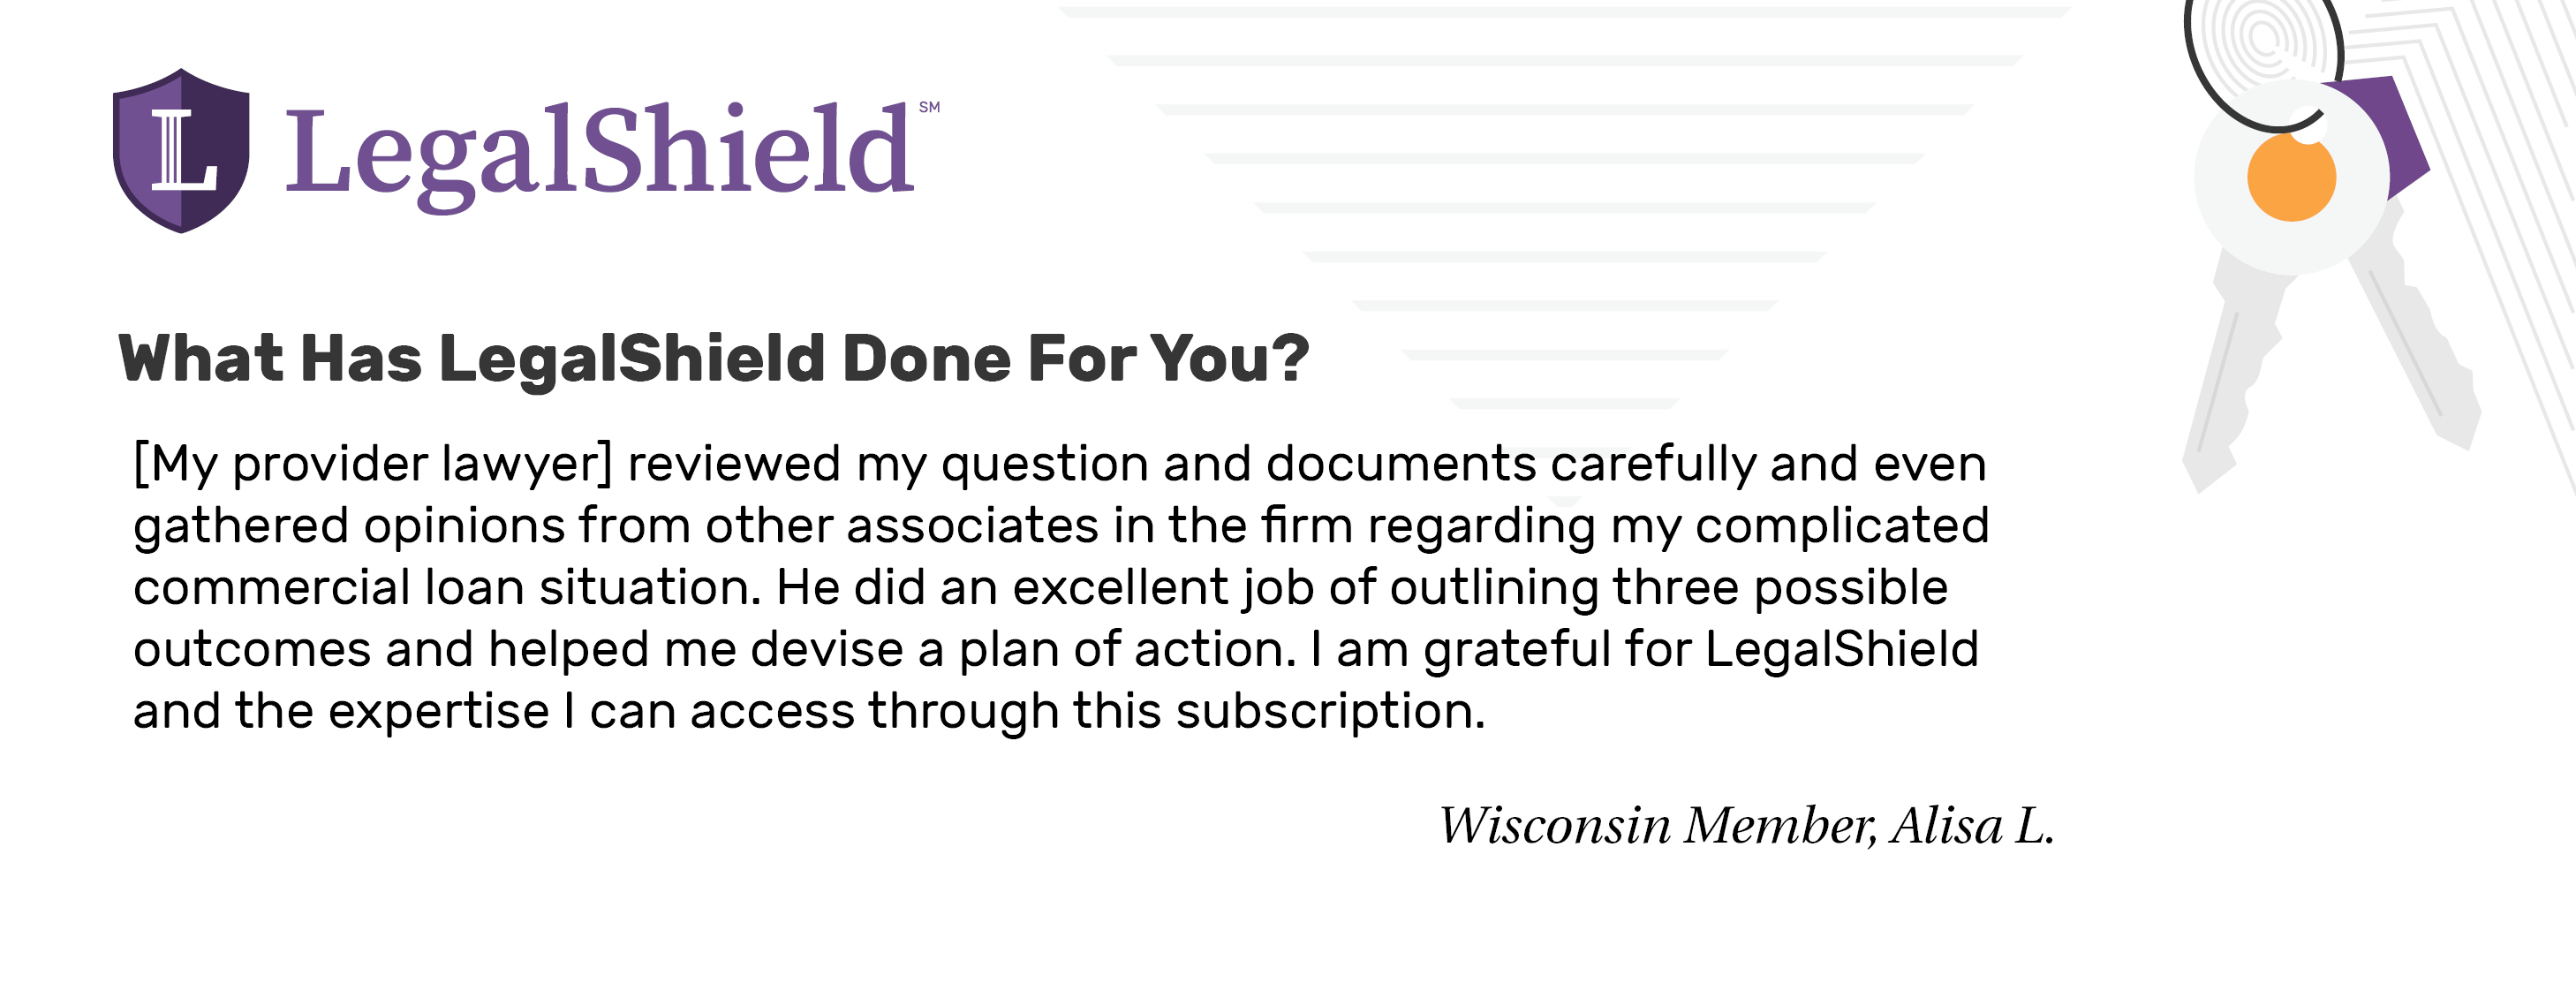 L LegalShield℠
What Has LegalShield Done For You?
[My provider lawyer] reviewed my question and documents carefully and even
gathered opinions from other associates in the firm regarding my complicated
commercial loan situation. He did an excellent job of outlining three possible
outcomes and helped me devise a plan of action. I am grateful for LegalShield
and the expertise I can access through this subscription.
Wisconsin Member, Alisa L.